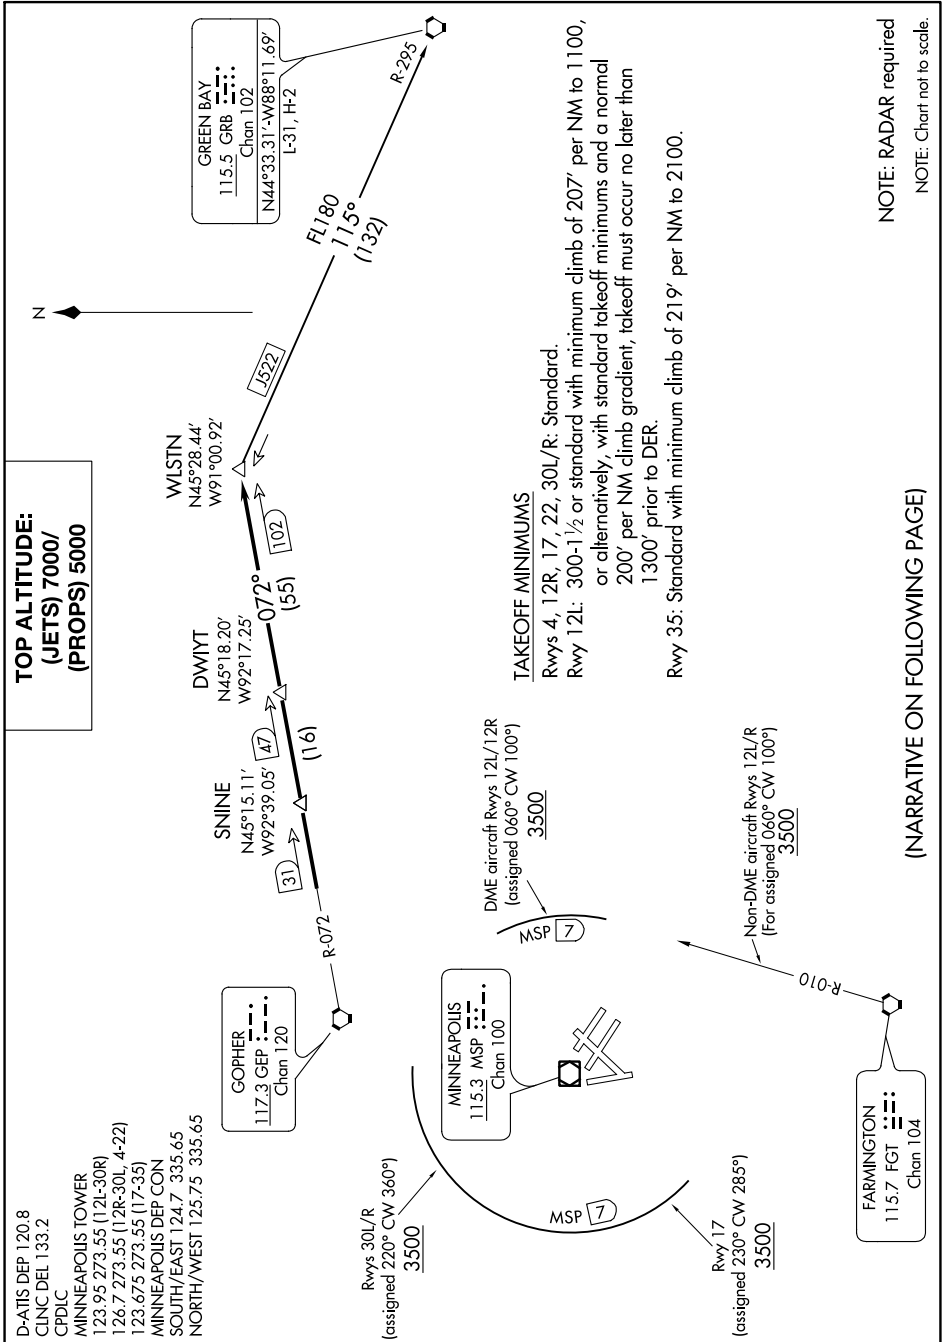 D-ATIS DEP 120.8
CLNC DEL 133.2
CPDLC
MINNEAPOLIS TOWER
123.95 273.55 (12L-30R)
126.7 273.55 (12R-30L, 4-22)
123.675 273.55 (17-35)
MINNEAPOLIS DEP CON
SOUTH/EAST 124.7 335.65
NORTH/WEST 125.75 335.65
TOP ALTITUDE:
(JETS) 7000/
(PROPS) 5000
N
GREEN BAY
115.5 GRB
Chan 102
N44°33.31'-W88°11.69'
L-31, H-2
R-295
FL180
115°
(132)
J522
WLSTN
N45°28.44'
W91°00.92'
102
072°
(55)
DWIYT
N45°18.20'
W92°17.25'
47
(16)
SNINE
N45°15.11'
W92°39.05'
31
R-072
GOPHER
117.3 GEP
Chan 120
TAKEOFF MINIMUMS
Rwys 4, 12R, 17, 22, 30L/R: Standard.
Rwy 12L: 300-1½ or standard with minimum climb of 207' per NM to 1100,
or alternatively, with standard takeoff minimums and a normal
200' per NM climb gradient, takeoff must occur no later than
1300' prior to DER.
Rwy 35: Standard with minimum climb of 219' per NM to 2100.
DME aircraft Rwys 12L/12R
(assigned 060° CW 100°)
3500
MSP 7
MINNEAPOLIS
115.3 MSP
Chan 100
Rwys 30L/R
(assigned 220° CW 360°)
3500
MSP 7
Rwy 17
(assigned 230° CW 285°)
3500
Non-DME aircraft Rwys 12L/R
(For assigned 060° CW 100°)
3500
R-010
FARMINGTON
115.7 FGT
Chan 104
NOTE: RADAR required
NOTE: Chart not to scale.
(NARRATIVE ON FOLLOWING PAGE)